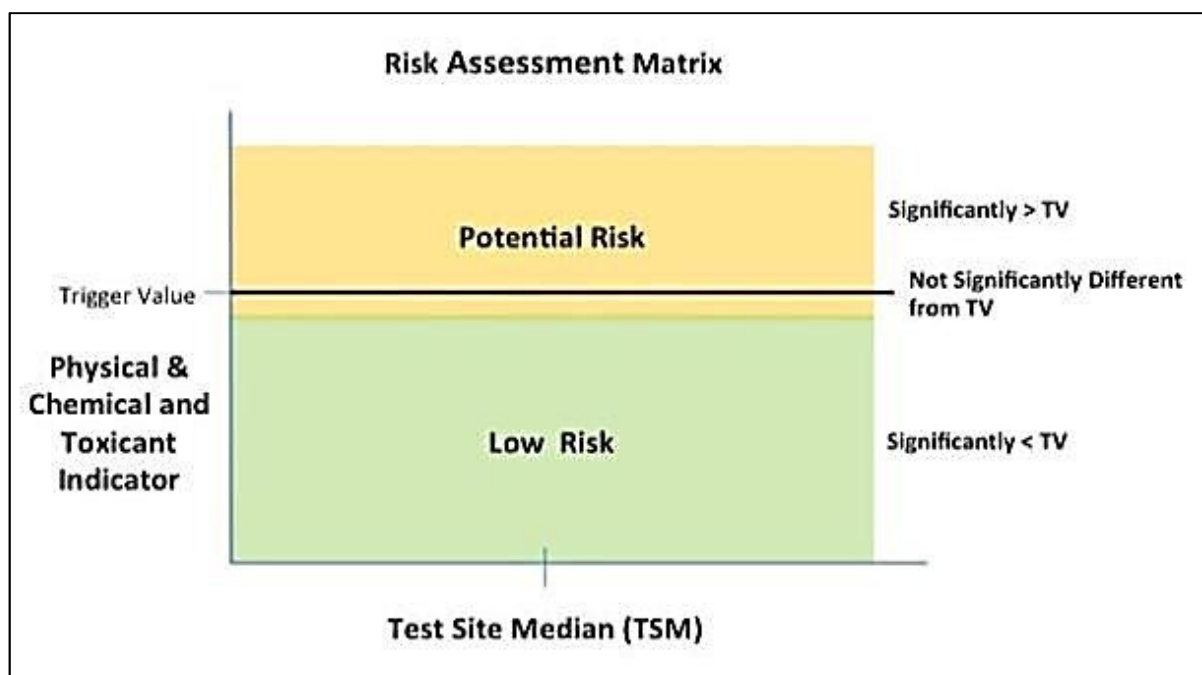 Risk Assessment Matrix
Significantly > TV
Potential Risk
Not Significantly Different
from TV
Trigger Value
Physical &
Chemical and
Toxicant
Indicator
Low Risk
Significantly < TV
Test Site Median (TSM)